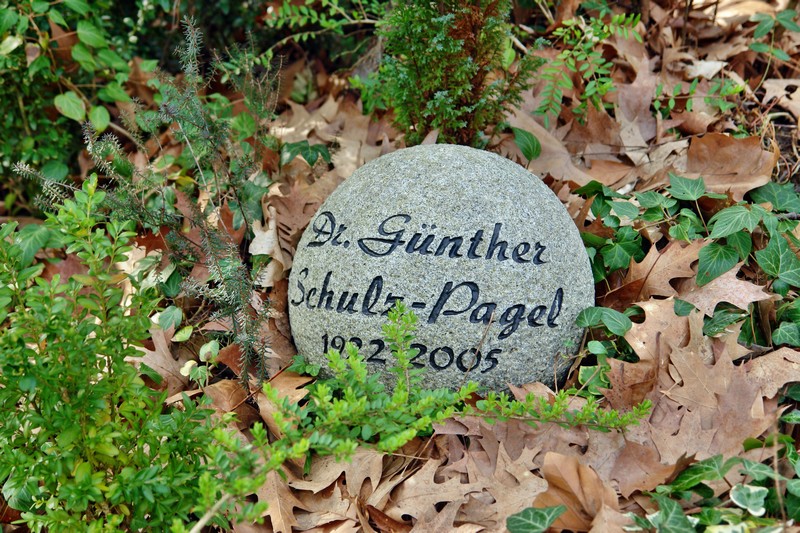 Dr. Günther
Schulz-Pagel
1922 2005